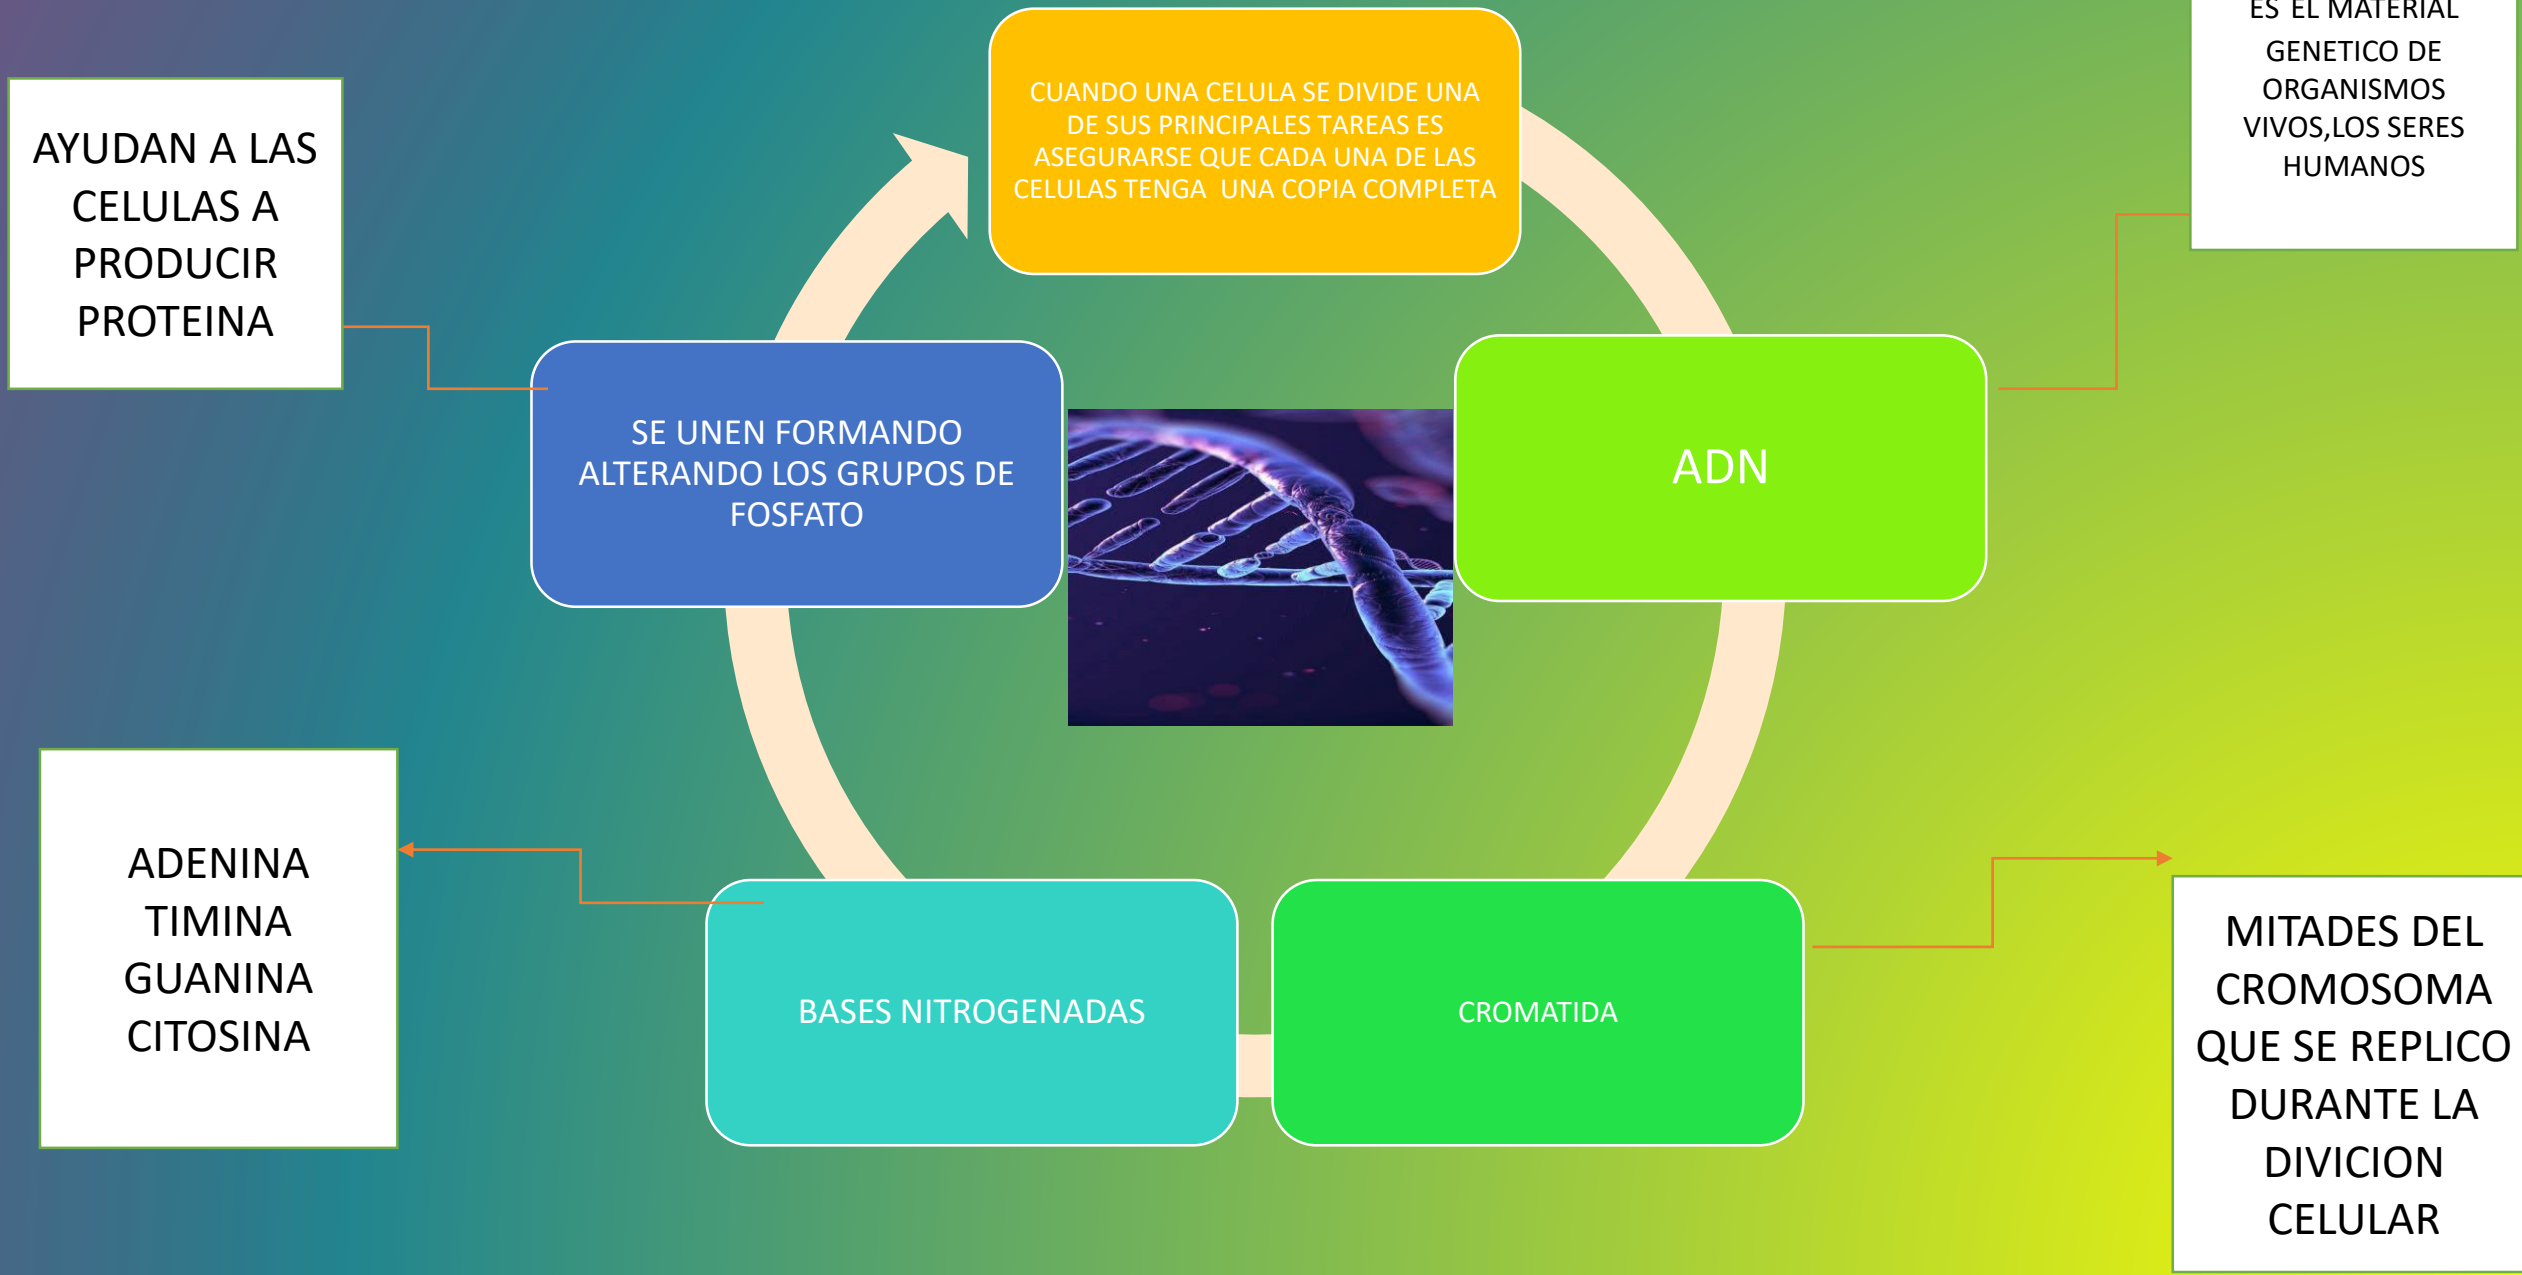 CUANDO UNA CELULA SE DIVIDE UNA
DE SUS PRINCIPALES TAREAS ES
ASEGURARSE QUE CADA UNA DE LAS
CELULAS TENGA UNA COPIA COMPLETA
ES EL MATERIAL
GENETICO DE
ORGANISMOS
VIVOS,LOS SERES
HUMANOS
AYUDAN A LAS
CELULAS A
PRODUCIR
PROTEINA
SE UNEN FORMANDO
ALTERANDO LOS GRUPOS DE
FOSFATO
ADN
ADENINA
TIMINA
GUANINA
CITOSINA
BASES NITROGENADAS
CROMATIDA
MITADES DEL
CROMOSOMA
QUE SE REPLICO
DURANTE LA
DIVICION
CELULAR